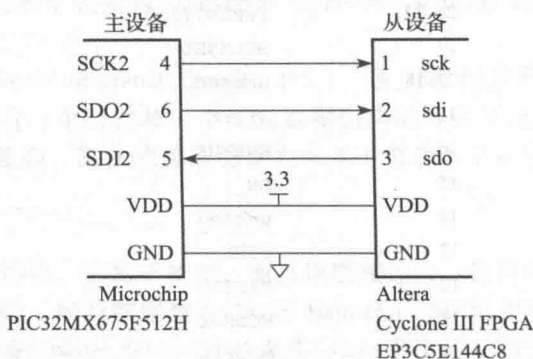 主设备 从设备
SCK2 4 1 sck
SDO2 6 2 sdi
SDI2 5 3 sdo
3.3
VDD VDD
GND GND
Microchip Altera
PIC32MX675F512H Cyclone III FPGA
EP3C5E144C8